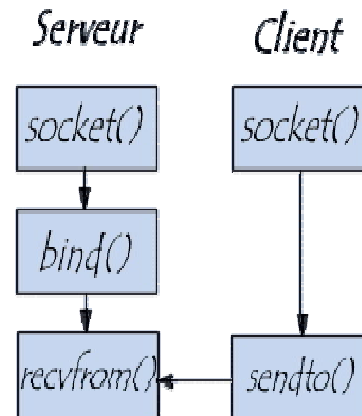 Serveur Client
socket() socket()
bind()
recvfrom() sendto()